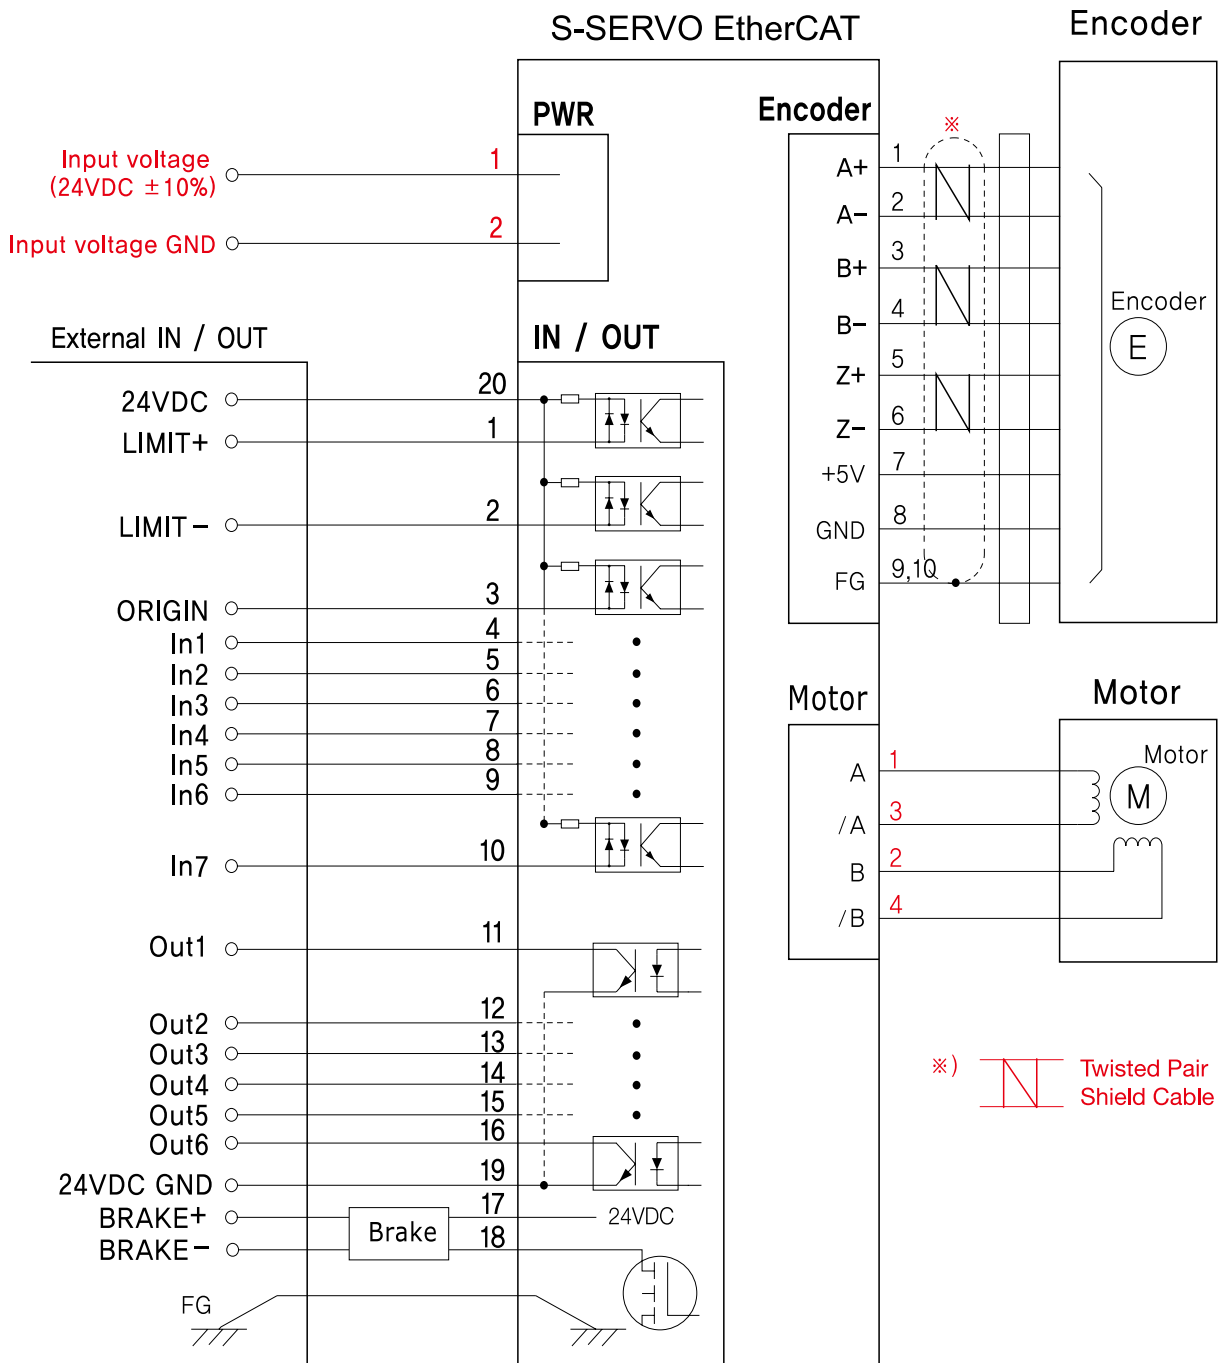 S-SERVO EtherCAT
Encoder
PWR
Input voltage
(24VDC ±10%)
1
Input voltage GND
2
External IN / OUT
IN / OUT
24VDC
20
LIMIT+
1
LIMIT−
2
ORIGIN
3
In1
4
In2
5
In3
6
In4
7
In5
8
In6
9
In7
10
Out1
11
Out2
12
Out3
13
Out4
14
Out5
15
Out6
16
24VDC GND
19
BRAKE+
17
24VDC
BRAKE−
18
Brake
FG
Encoder
※
A+
1
A−
2
B+
3
B−
4
Z+
5
Z−
6
+5V
7
GND
8
FG
9,10
Encoder
E
Motor
Motor
A
1
/A
3
B
2
/B
4
Motor
M
※)
Twisted Pair
Shield Cable